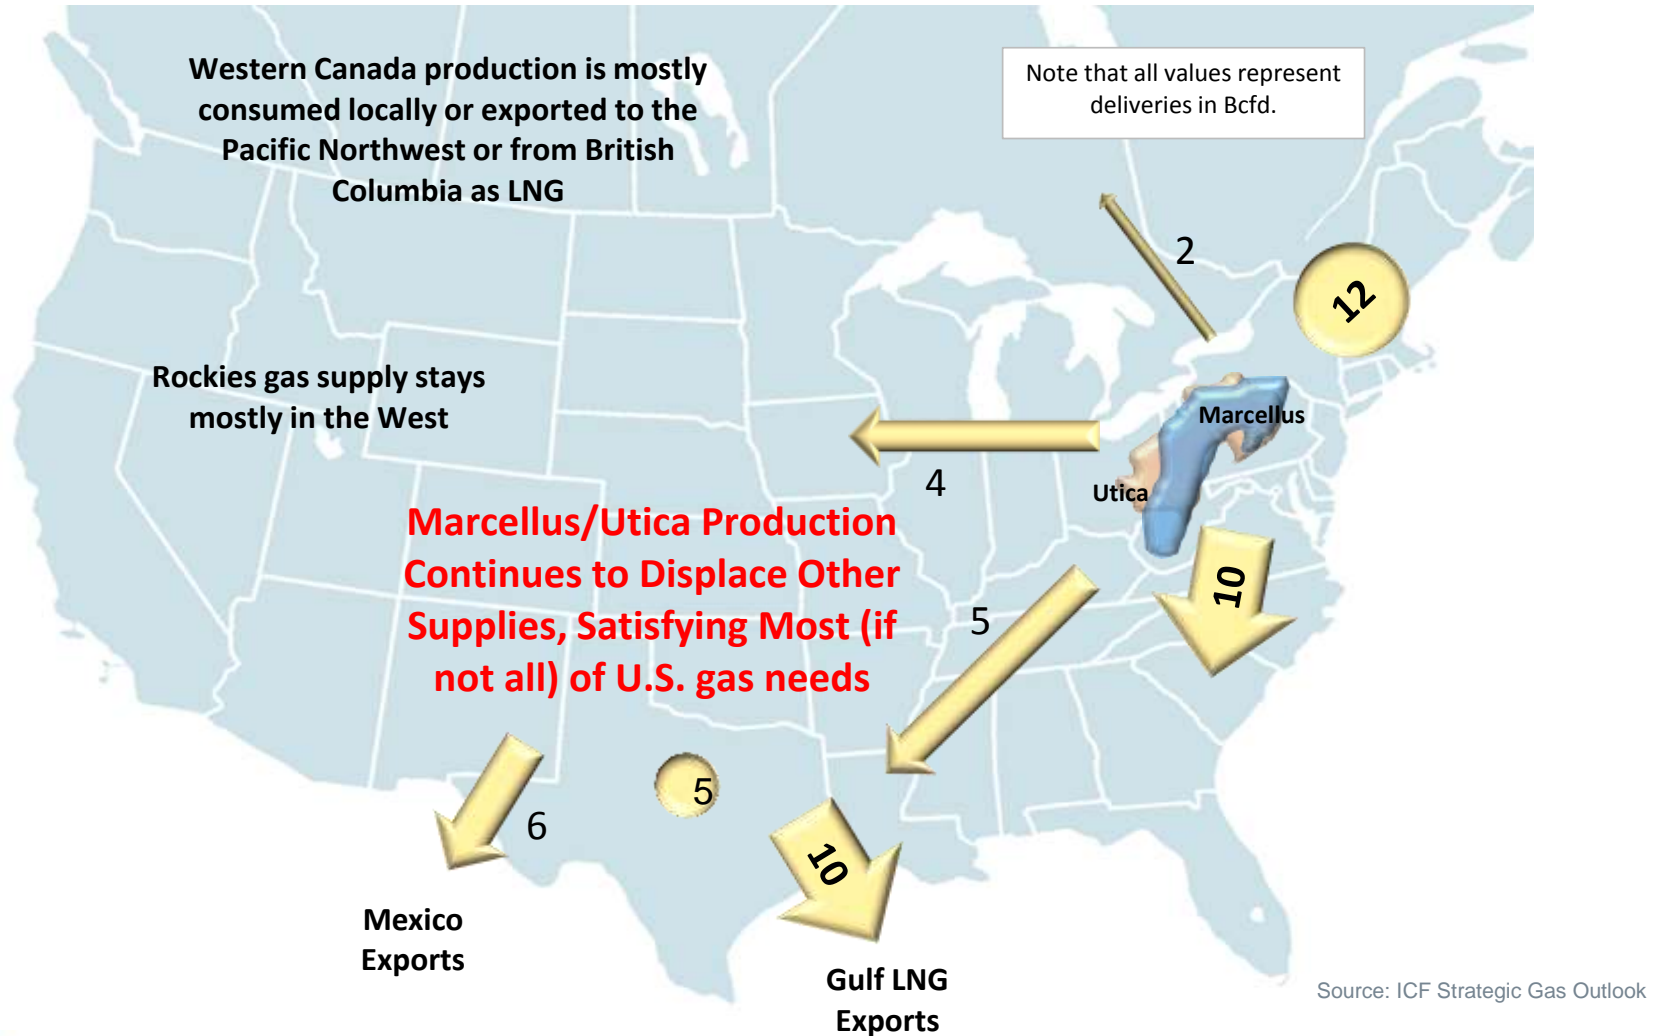 Western Canada production is mostly
consumed locally or exported to the
Pacific Northwest or from British
Columbia as LNG
Note that all values represent
deliveries in Bcfd.
2
12
Rockies gas supply stays
mostly in the West
Marcellus
4
Utica
Marcellus/Utica Production
Continues to Displace Other
Supplies, Satisfying Most (if
not all) of U.S. gas needs
10
5
5
6
10
Mexico
Exports
Gulf LNG
Exports
Source: ICF Strategic Gas Outlook